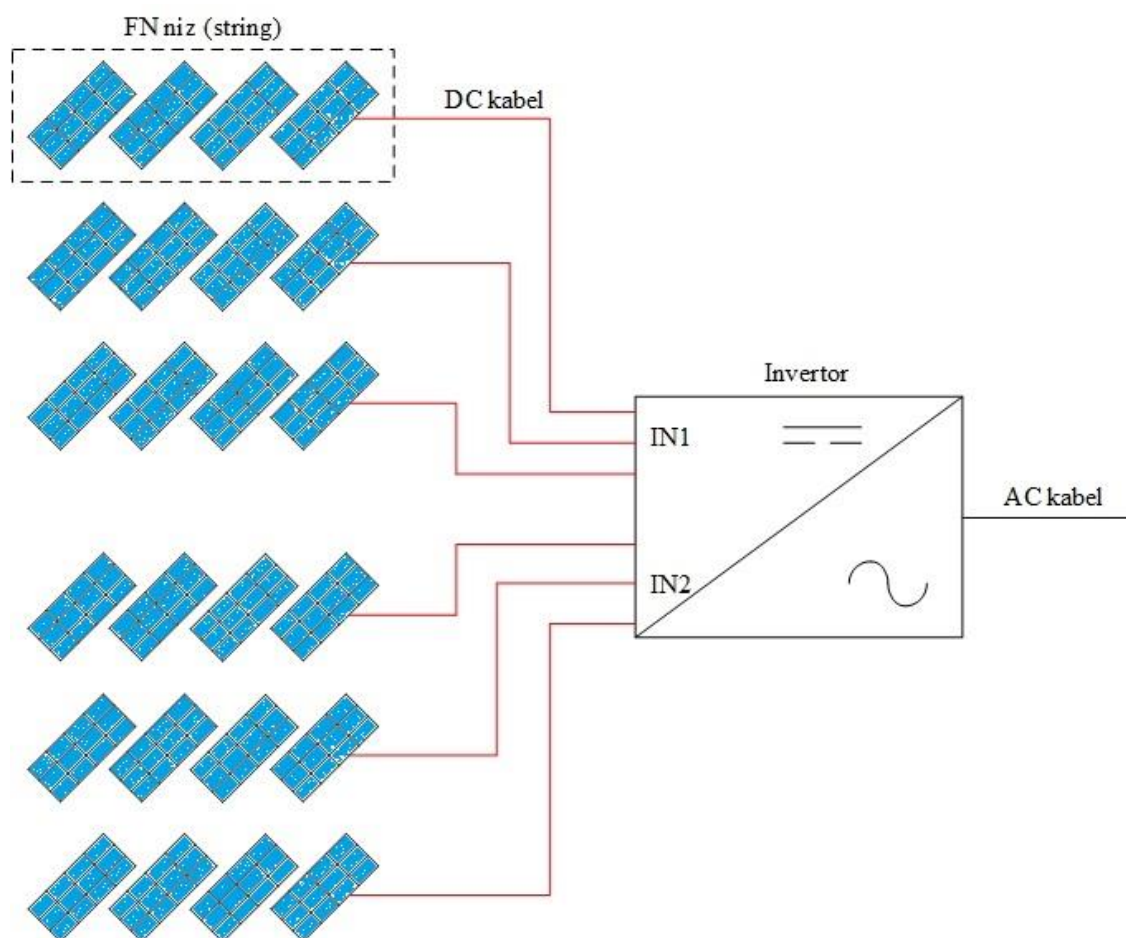 FN niz (string)
DC kabel
Invertor
IN1
AC kabel
IN2